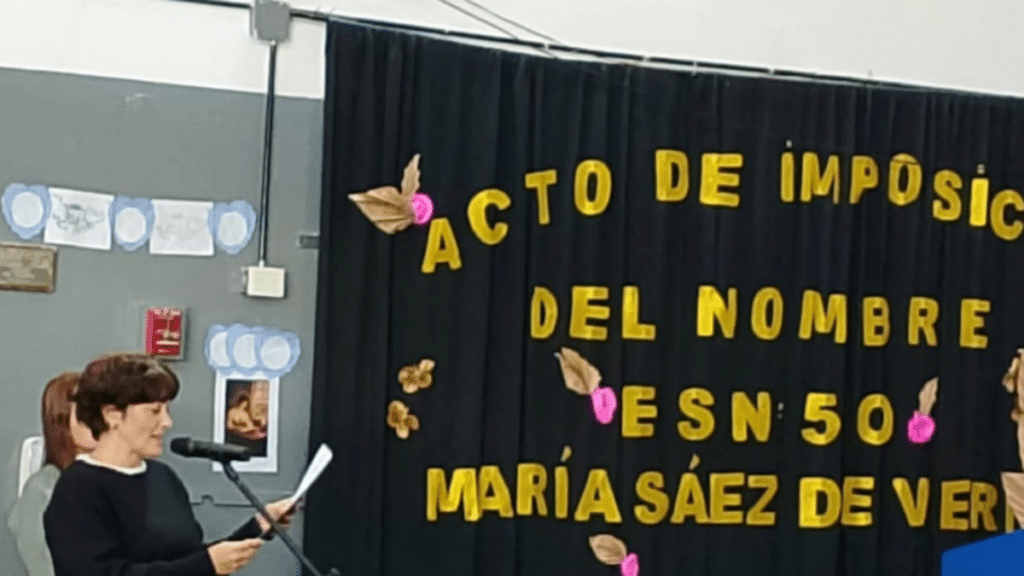 ACTO DE IMPOSIC
DEL NOMBRE
ESN 50
MARÍA SÁEZ DE VER